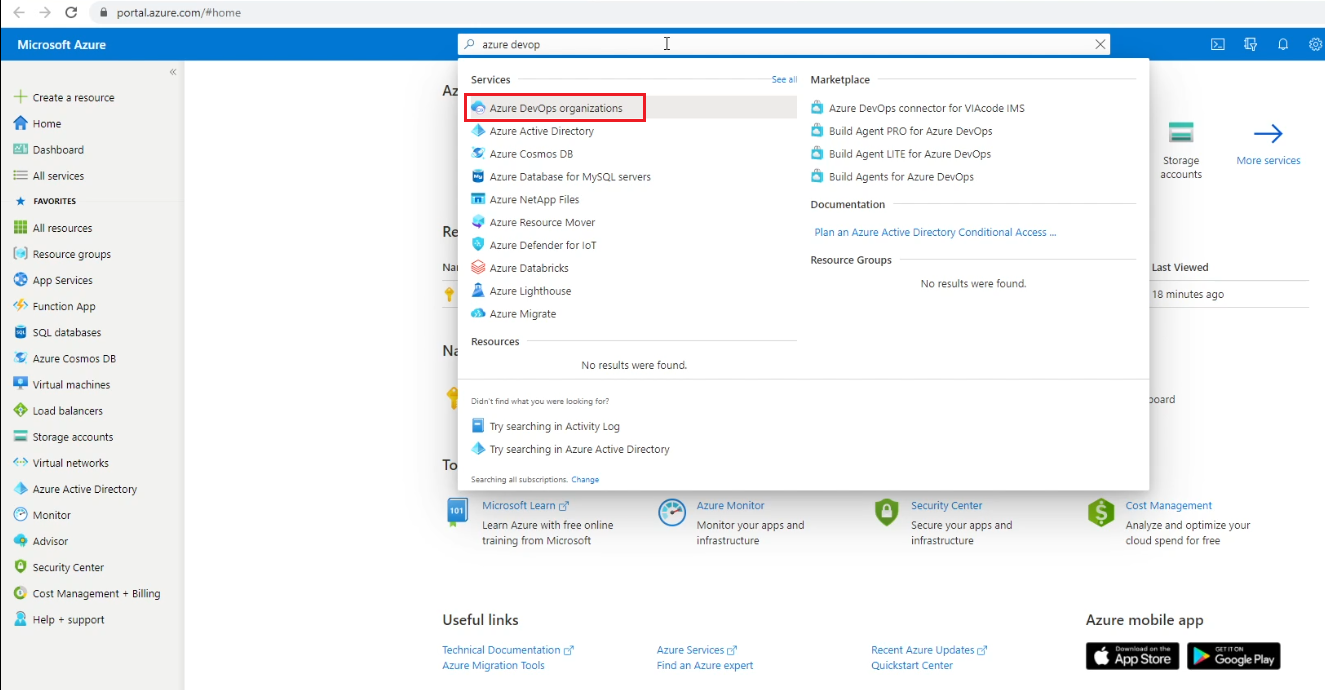 portal.azure.com/#home
Microsoft Azure
azure devop
Create a resource
Home
Dashboard
All services
FAVORITES
All resources
Resource groups
App Services
Function App
SQL databases
Azure Cosmos DB
Virtual machines
Load balancers
Storage accounts
Virtual networks
Azure Active Directory
Monitor
Advisor
Security Center
Cost Management + Billing
Help + support
Az
Services
See all
Azure DevOps organizations
Azure Active Directory
Azure Cosmos DB
Azure Database for MySQL servers
Azure NetApp Files
Azure Resource Mover
Azure Defender for IoT
Azure Databricks
Azure Lighthouse
Azure Migrate
Resources
No results were found.
Marketplace
Azure DevOps connector for VIAcode IMS
Build Agent PRO for Azure DevOps
Build Agent LITE for Azure DevOps
Build Agents for Azure DevOps
Documentation
Plan an Azure Active Directory Conditional Access ...
Resource Groups
No results were found.
Didn't find what you were looking for?
Try searching in Activity Log
Try searching in Azure Active Directory
Searching all subscriptions. Change
Storage
accounts
More services
Re
Nar
Last Viewed
18 minutes ago
Na
board
To
101
Microsoft Learn
Learn Azure with free online
training from Microsoft
Azure Monitor
Monitor your apps and
infrastructure
Security Center
Secure your apps and
infrastructure
Cost Management
Analyze and optimize your
cloud spend for free
Useful links
Technical Documentation
Azure Migration Tools
Azure Services
Find an Azure expert
Recent Azure Updates
Quickstart Center
Azure mobile app
Download on the
App Store
GET IT ON
Google Play